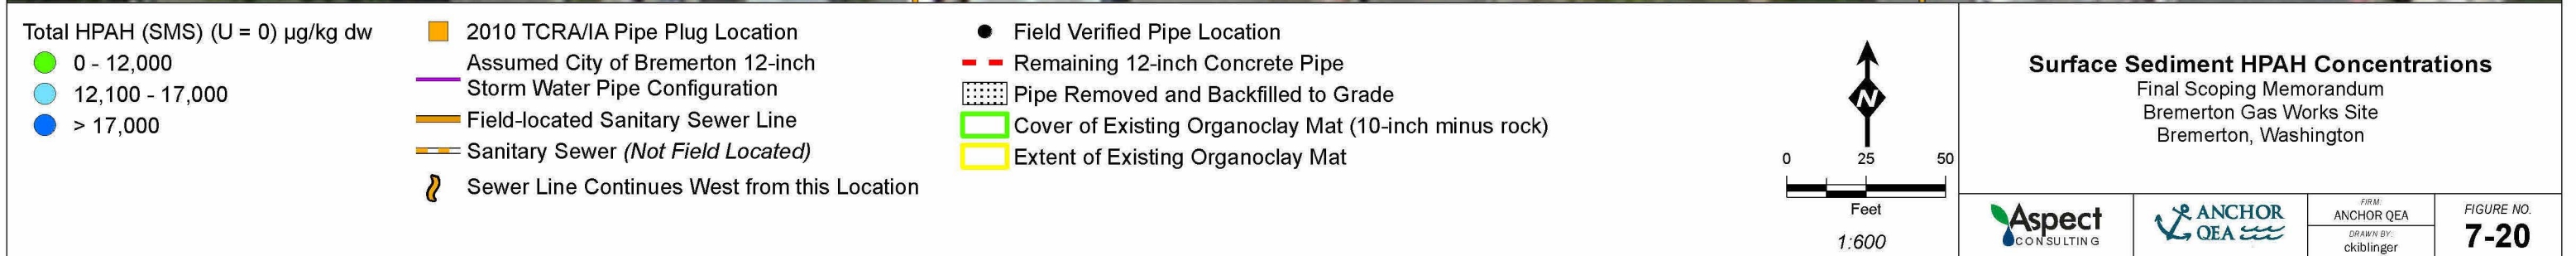 Total HPAH (SMS) (U = 0) µg/kg dw
0 - 12,000
12,100 - 17,000
> 17,000
2010 TCRA/IA Pipe Plug Location
Assumed City of Bremerton 12-inch
Storm Water Pipe Configuration
Field-located Sanitary Sewer Line
Sanitary Sewer (Not Field Located)
Sewer Line Continues West from this Location
Field Verified Pipe Location
Remaining 12-inch Concrete Pipe
Pipe Removed and Backfilled to Grade
Cover of Existing Organoclay Mat (10-inch minus rock)
Extent of Existing Organoclay Mat
N
0 25 50
Feet
1:600
Surface Sediment HPAH Concentrations
Final Scoping Memorandum
Bremerton Gas Works Site
Bremerton, Washington
Aspect
CONSULTING
ANCHOR
QEA
FIRM:
ANCHOR QEA
DRAWN BY:
ckiblinger
FIGURE NO.
7-20